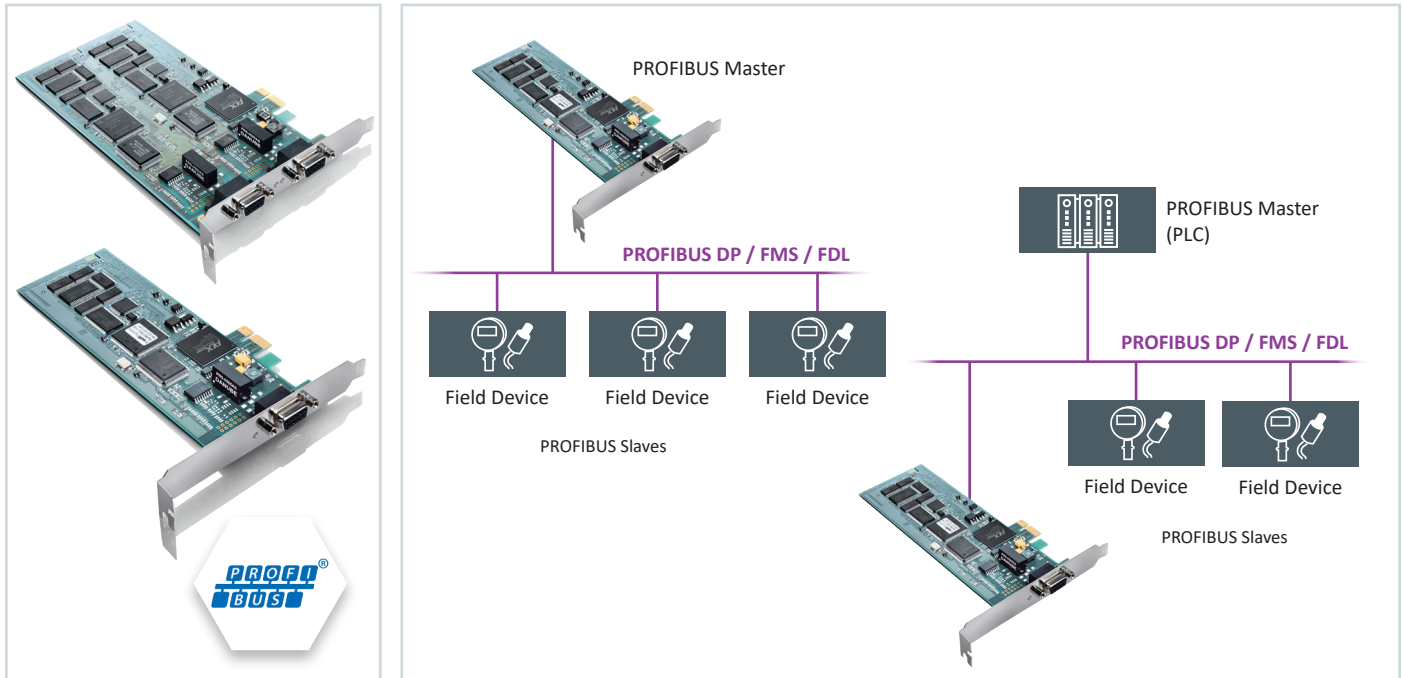 PROFI
BUS
®
PROFIBUS Master
PROFIBUS DP / FMS / FDL
Field Device
Field Device
Field Device
PROFIBUS Slaves
PROFIBUS Master
(PLC)
PROFIBUS DP / FMS / FDL
Field Device
Field Device
PROFIBUS Slaves